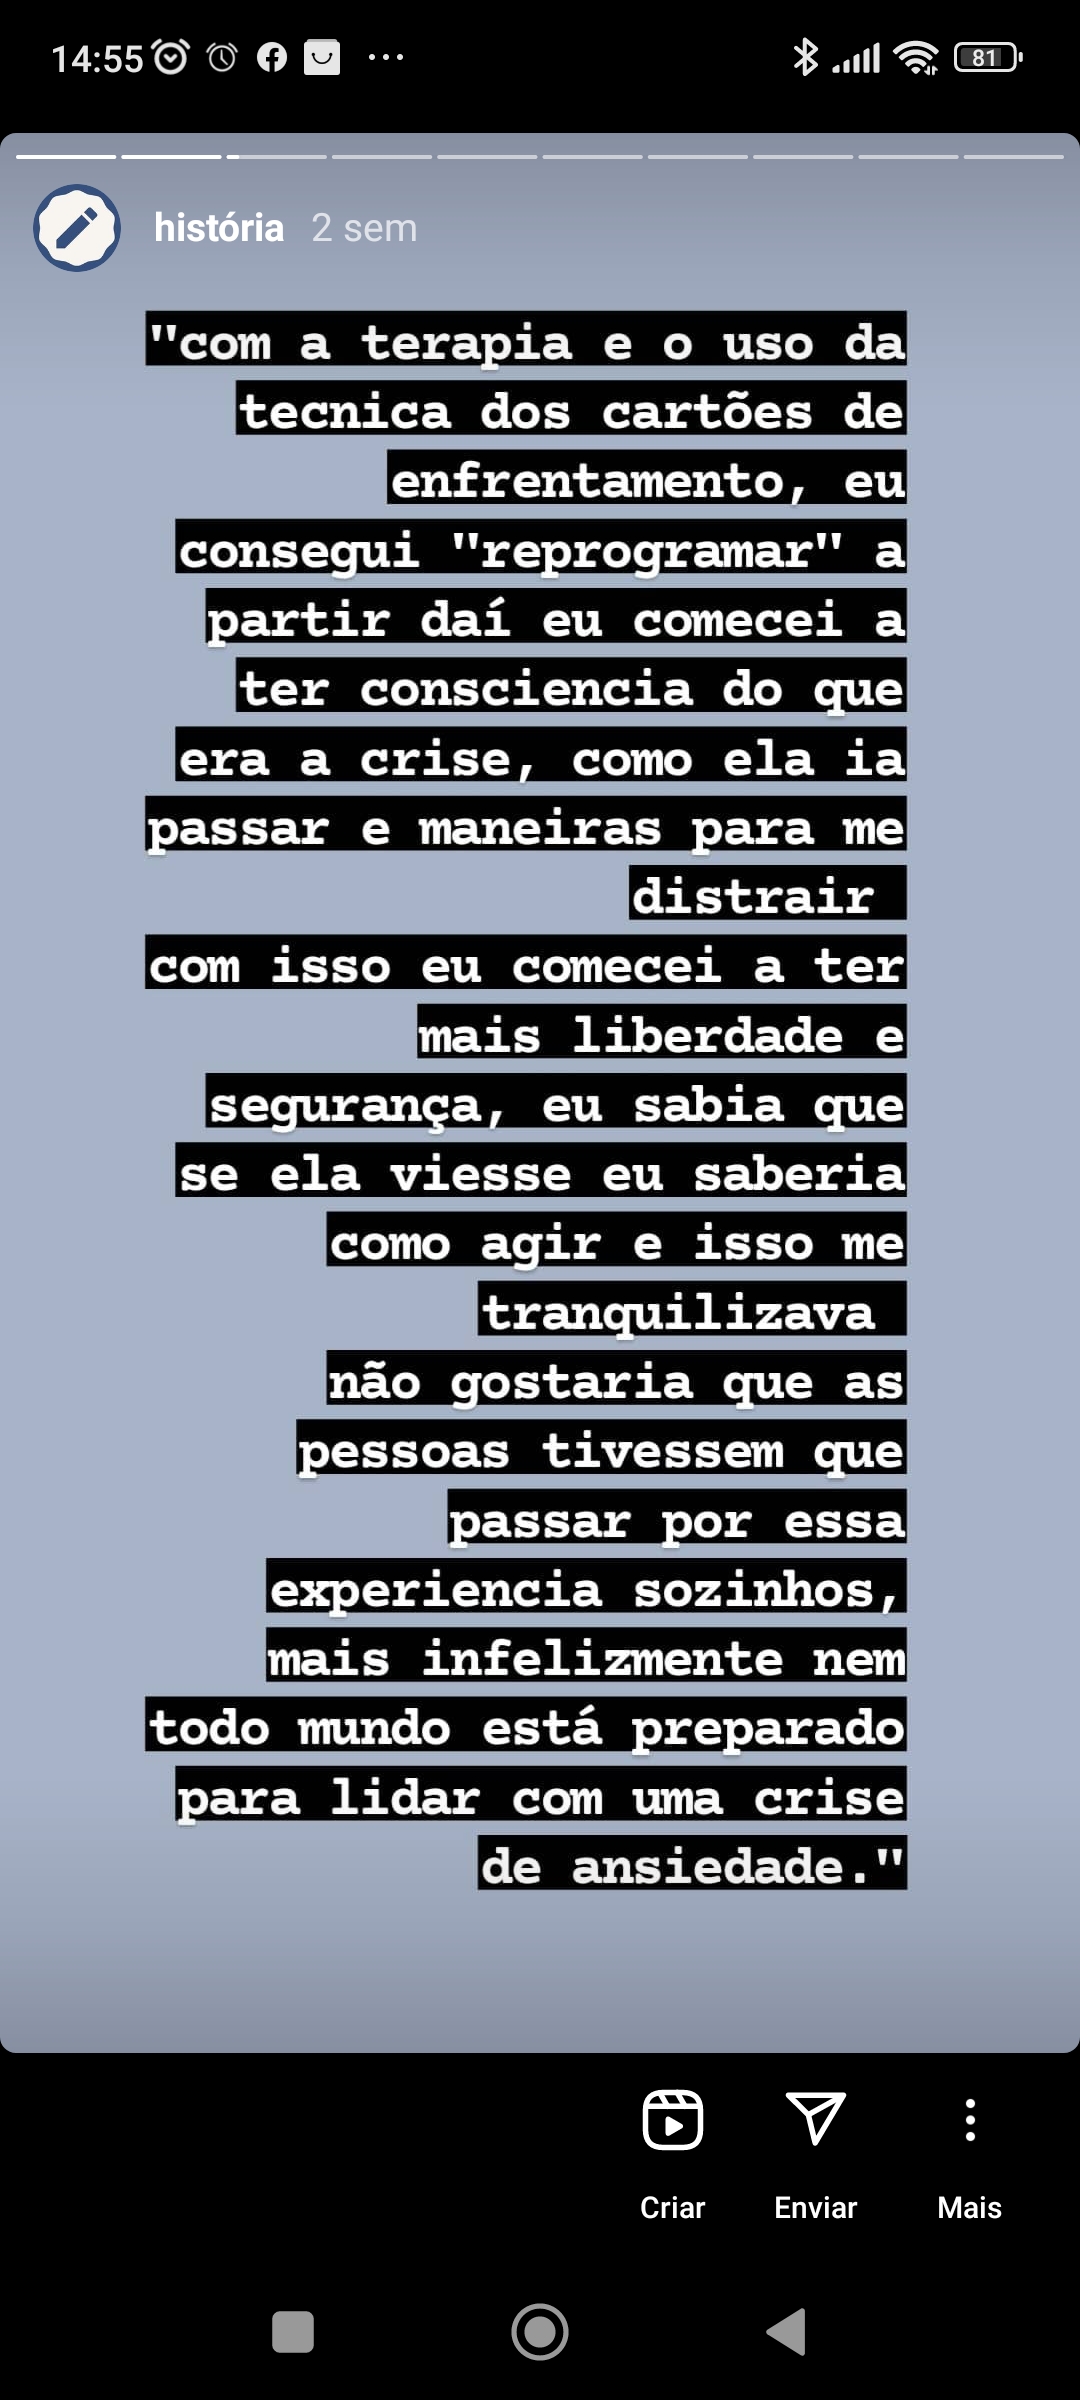 14:55
81
história 2 sem
"com a terapia e o uso da
tecnica dos cartões de
enfrentamento, eu
consegui "reprogramar" a
partir daí eu comecei a
ter consciencia do que
era a crise, como ela ia
passar e maneiras para me
distrair
com isso eu comecei a ter
mais liberdade e
segurança, eu sabia que
se ela viesse eu saberia
como agir e isso me
tranquilizava
não gostaria que as
pessoas tivessem que
passar por essa
experiencia sozinhos,
mais infelizmente nem
todo mundo está preparado
para lidar com uma crise
de ansiedade."
Criar Enviar Mais